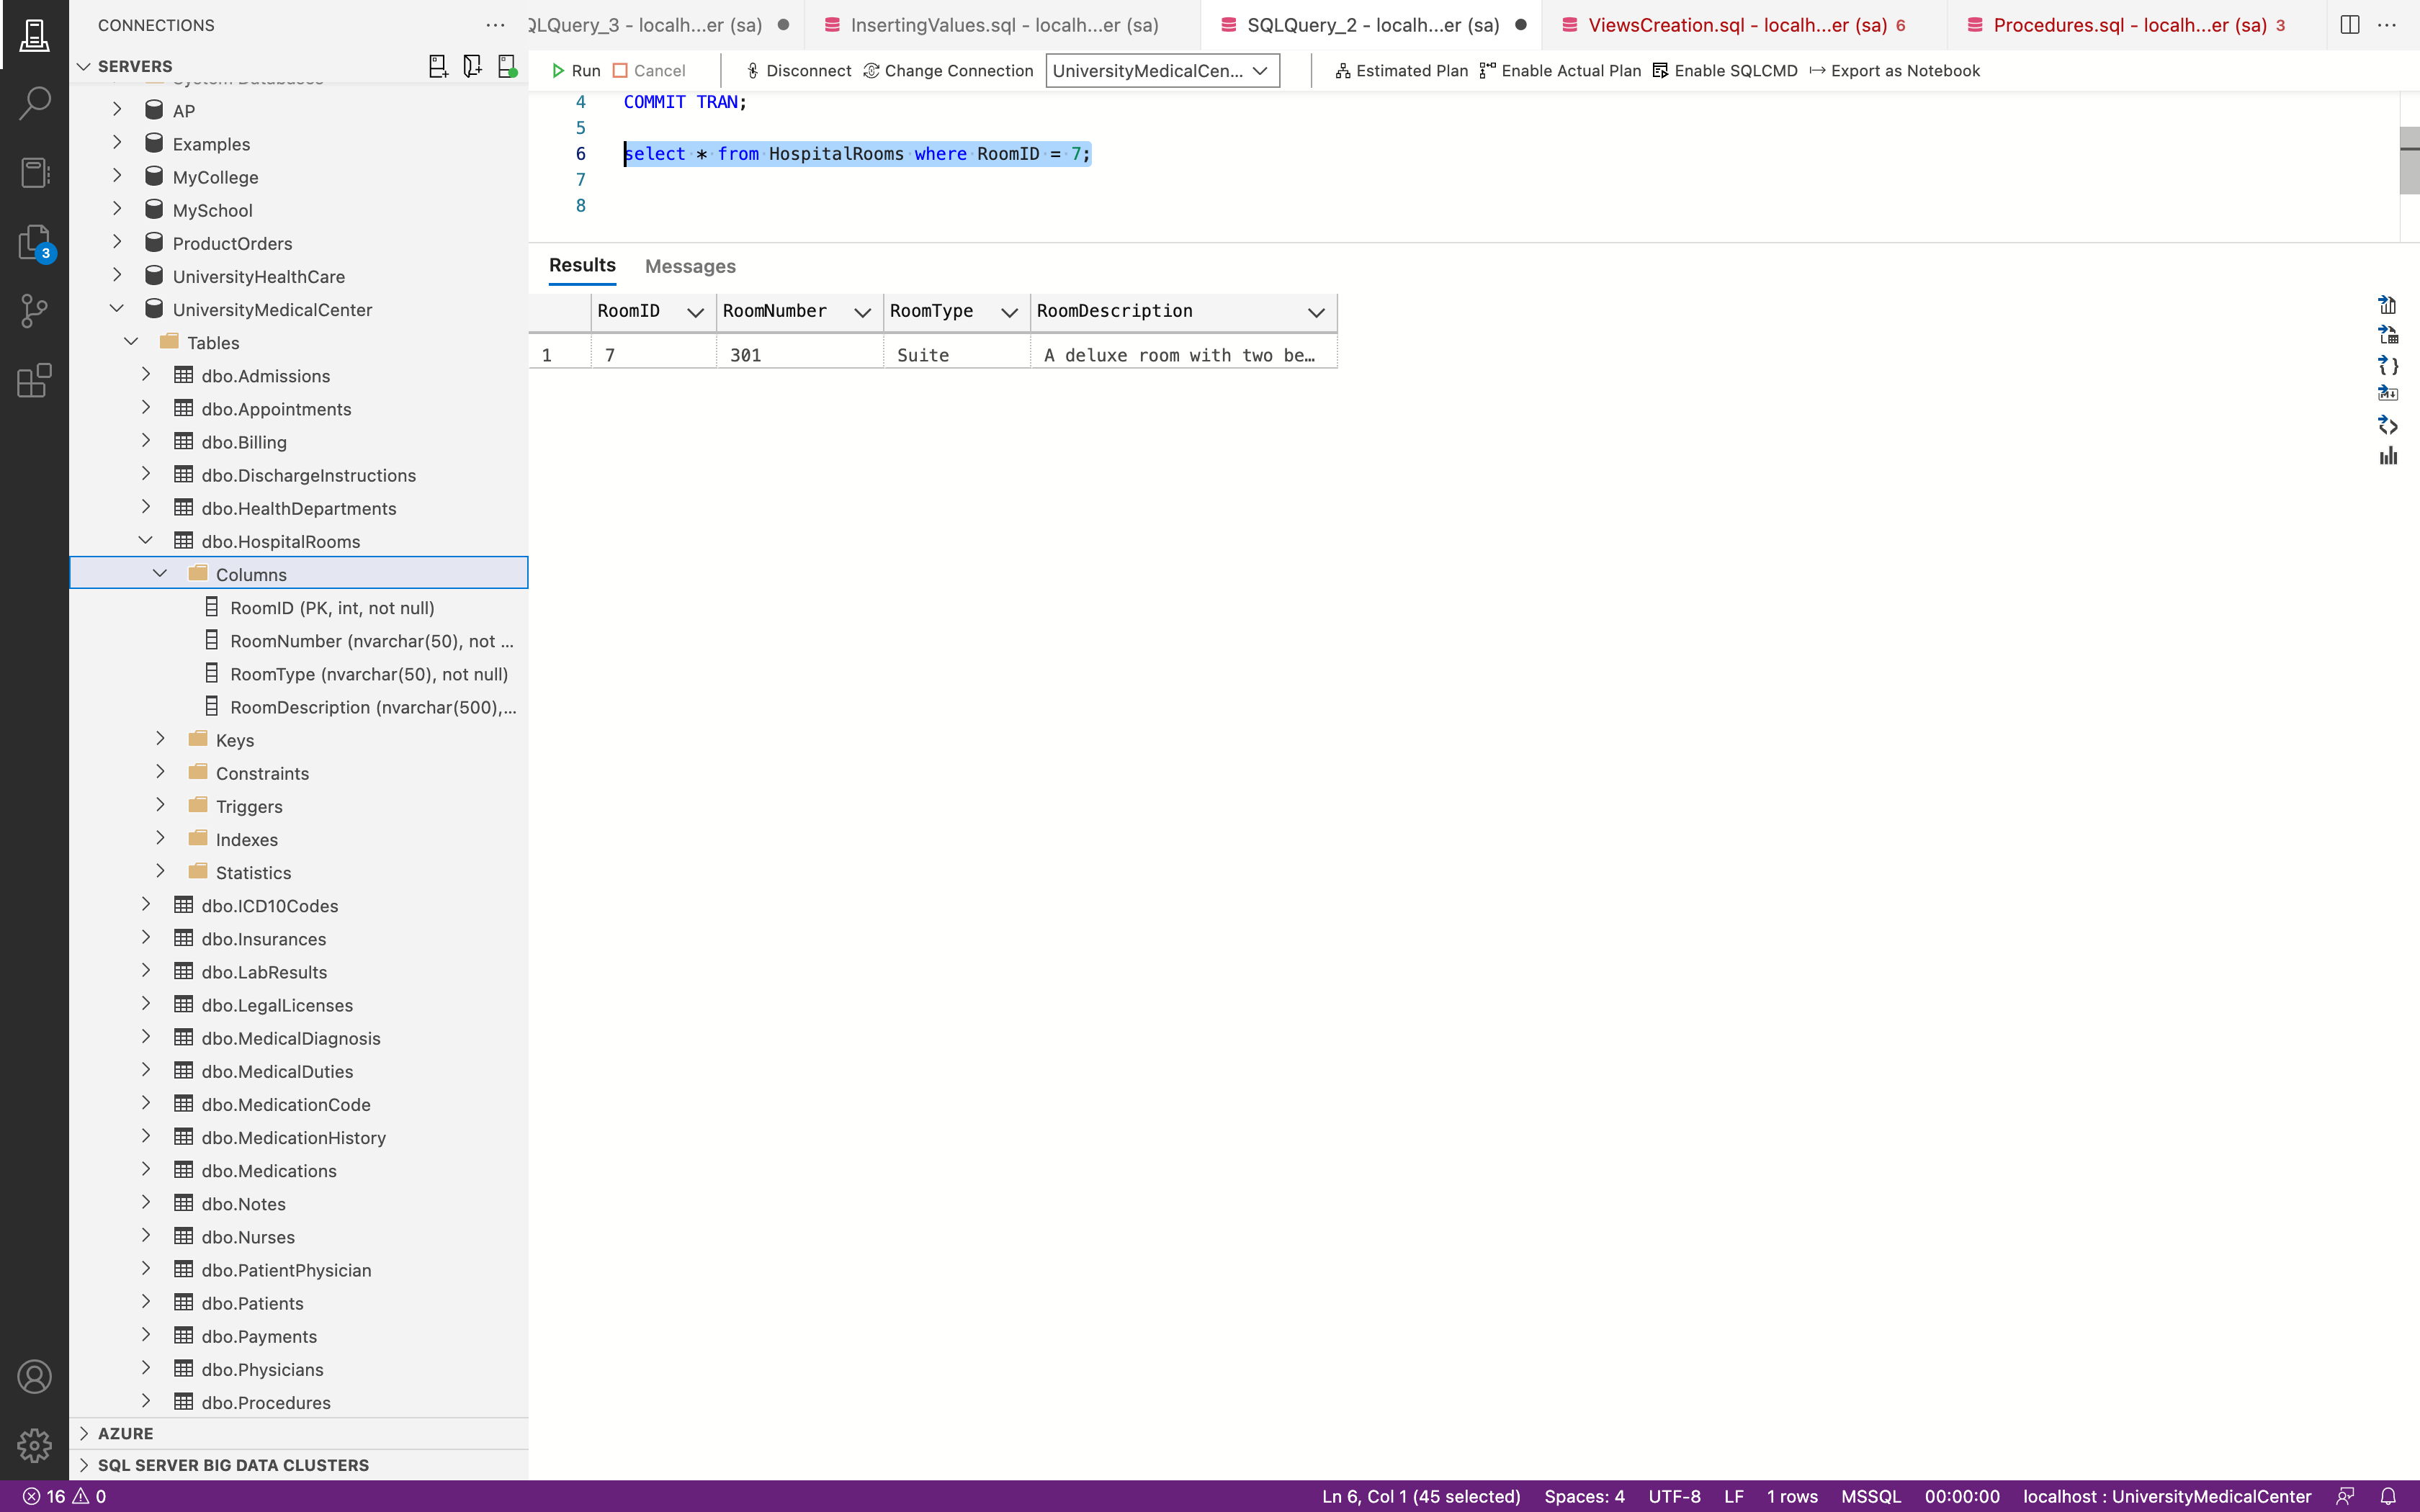 CONNECTIONS
QLQuery_3 - localh...er (sa)
InsertingValues.sql - localh...er (sa)
SQLQuery_2 - localh...er (sa)
ViewsCreation.sql - localh...er (sa) 6
Procedures.sql - localh...er (sa) 3
SERVERS
Run
Cancel
Disconnect
Change Connection
UniversityMedicalCen...
Estimated Plan
Enable Actual Plan
Enable SQLCMD
Export as Notebook
System Databases
AP
Examples
MyCollege
MySchool
ProductOrders
UniversityHealthCare
UniversityMedicalCenter
Tables
dbo.Admissions
dbo.Appointments
dbo.Billing
dbo.DischargeInstructions
dbo.HealthDepartments
dbo.HospitalRooms
Columns
RoomID (PK, int, not null)
RoomNumber (nvarchar(50), not ...
RoomType (nvarchar(50), not null)
RoomDescription (nvarchar(500),...
Keys
Constraints
Triggers
Indexes
Statistics
dbo.ICD10Codes
dbo.Insurances
dbo.LabResults
dbo.LegalLicenses
dbo.MedicalDiagnosis
dbo.MedicalDuties
dbo.MedicationCode
dbo.MedicationHistory
dbo.Medications
dbo.Notes
dbo.Nurses
dbo.PatientPhysician
dbo.Patients
dbo.Payments
dbo.Physicians
dbo.Procedures
AZURE
SQL SERVER BIG DATA CLUSTERS
3
4 COMMIT TRAN;
5
6 select * from HospitalRooms where RoomID = 7;
7
8
Results Messages
RoomID RoomNumber RoomType RoomDescription
1 7 301 Suite A deluxe room with two be...
16 0
Ln 6, Col 1 (45 selected) Spaces: 4 UTF-8 LF 1 rows MSSQL 00:00:00 localhost : UniversityMedicalCenter